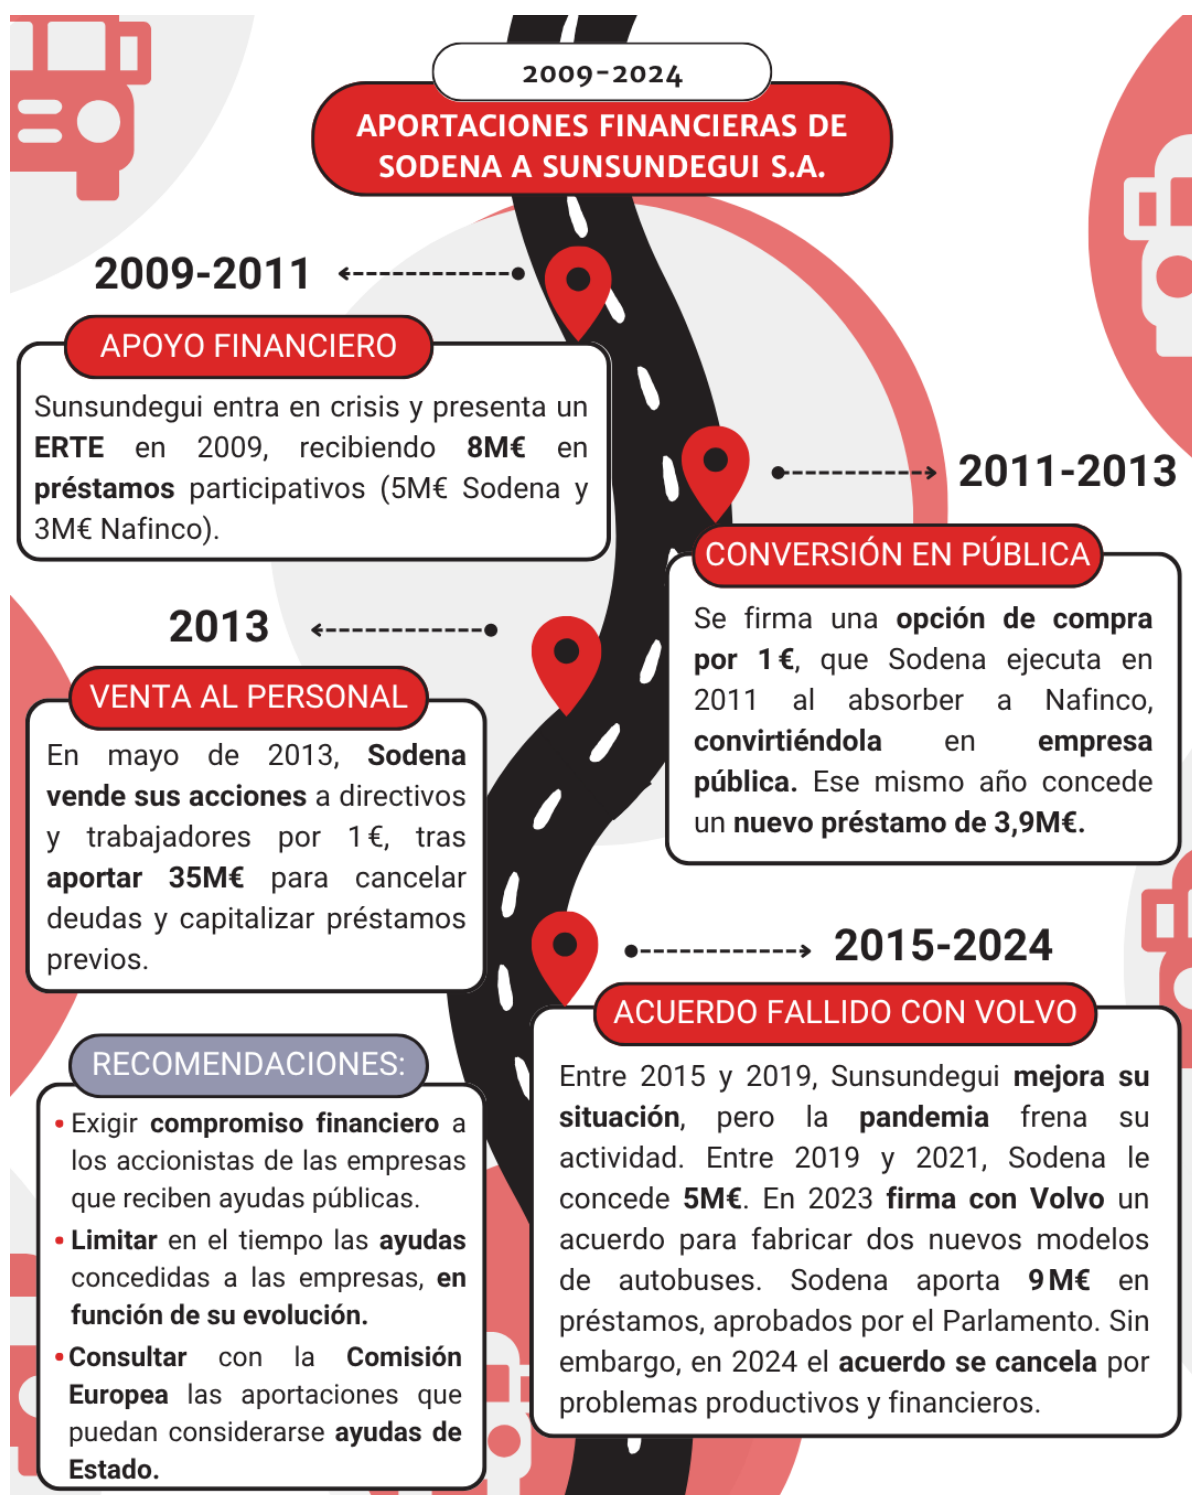 2009-2024
APORTACIONES FINANCIERAS DE
SODENA A SUNSUNDEGUI S.A.
2009-2011
APOYO FINANCIERO
Sunsundegui entra en crisis y presenta un
ERTE en 2009, recibiendo 8M€ en
préstamos participativos (5M€ Sodena y
3M€ Nafinco).
2011-2013
CONVERSIÓN EN PÚBLICA
Se firma una opción de compra
por 1 €, que Sodena ejecuta en
2011 al absorber a Nafinco,
convirtiéndola en empresa
pública. Ese mismo año concede
un nuevo préstamo de 3,9M€.
2013
VENTA AL PERSONAL
En mayo de 2013, Sodena
vende sus acciones a directivos
y trabajadores por 1 €, tras
aportar 35M€ para cancelar
deudas y capitalizar préstamos
previos.
2015-2024
ACUERDO FALLIDO CON VOLVO
Entre 2015 y 2019, Sunsundegui mejora su
situación, pero la pandemia frena su
actividad. Entre 2019 y 2021, Sodena le
concede 5M€. En 2023 firma con Volvo un
acuerdo para fabricar dos nuevos modelos
de autobuses. Sodena aporta 9 M€ en
préstamos, aprobados por el Parlamento. Sin
embargo, en 2024 el acuerdo se cancela por
problemas productivos y financieros.
RECOMENDACIONES:
• Exigir compromiso financiero a
los accionistas de las empresas
que reciben ayudas públicas.
• Limitar en el tiempo las ayudas
concedidas a las empresas, en
función de su evolución.
• Consultar con la Comisión
Europea las aportaciones que
puedan considerarse ayudas de
Estado.